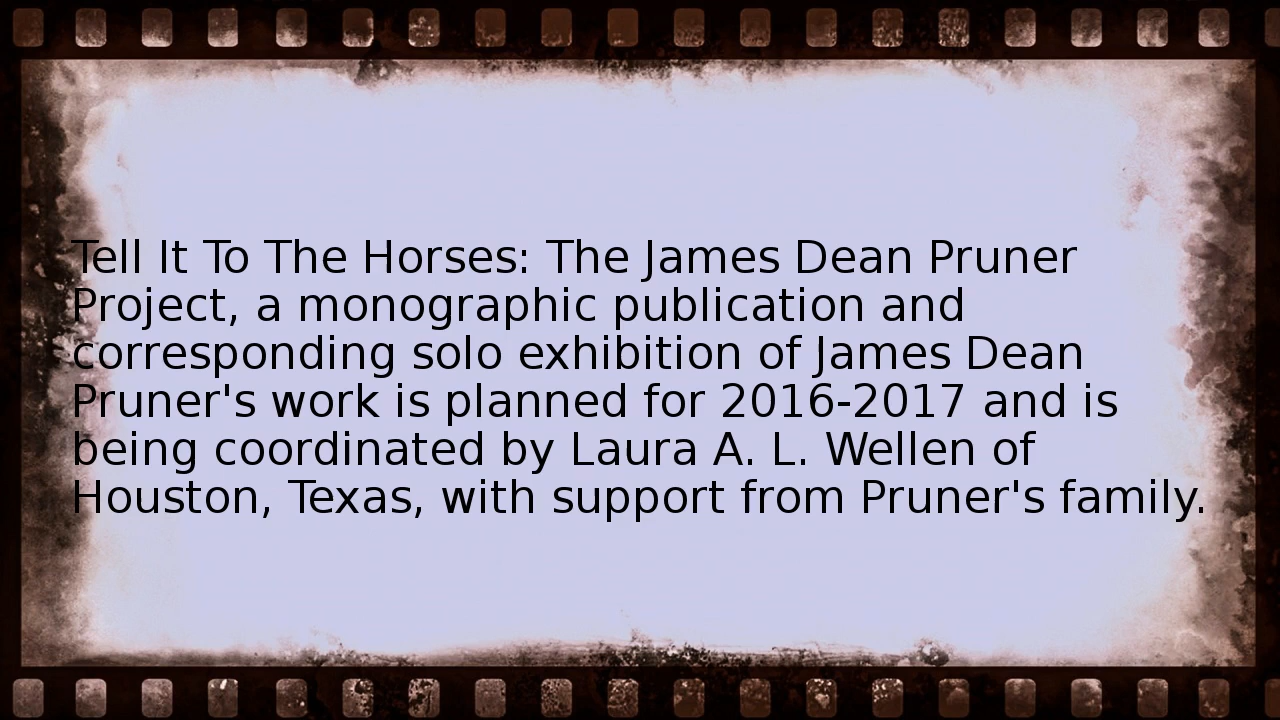 Tell It To The Horses: The James Dean Pruner
Project, a monographic publication and
corresponding solo exhibition of James Dean
Pruner's work is planned for 2016-2017 and is
being coordinated by Laura A. L. Wellen of
Houston, Texas, with support from Pruner's family.